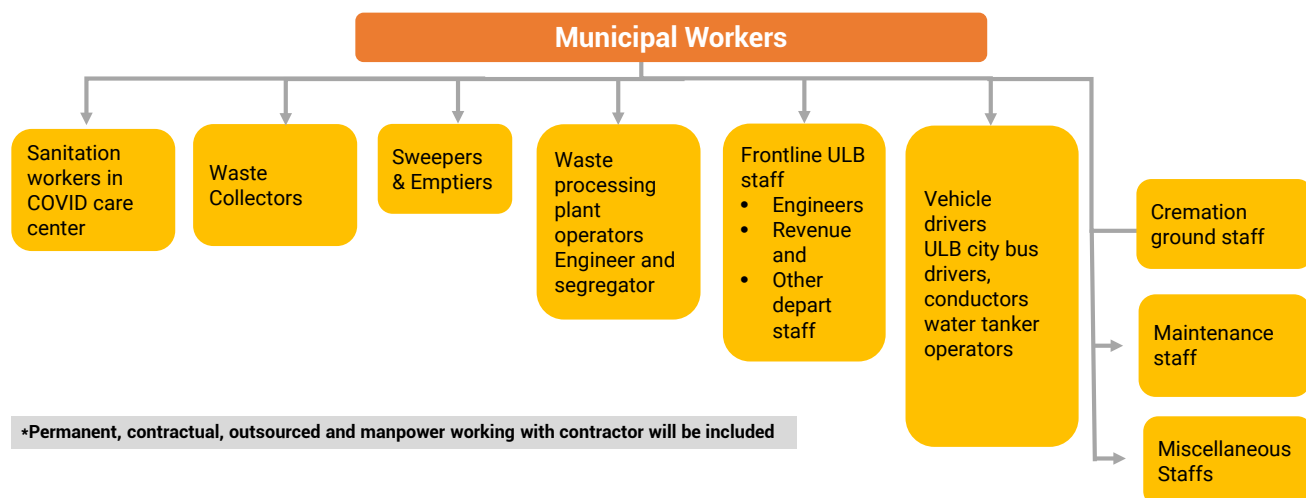 Municipal Workers
Sanitation
workers in
COVID care
center
Waste
Collectors
Sweepers
& Emptiers
Waste
processing
plant
operators
Engineer and
segregator
Frontline ULB
staff
• Engineers
• Revenue and
• Other
depart
staff
Vehicle
drivers
ULB city bus
drivers,
conductors
water tanker
operators
Cremation
ground staff
Maintenance
staff
Miscellaneous
Staffs
*Permanent, contractual, outsourced and manpower working with contractor will be included